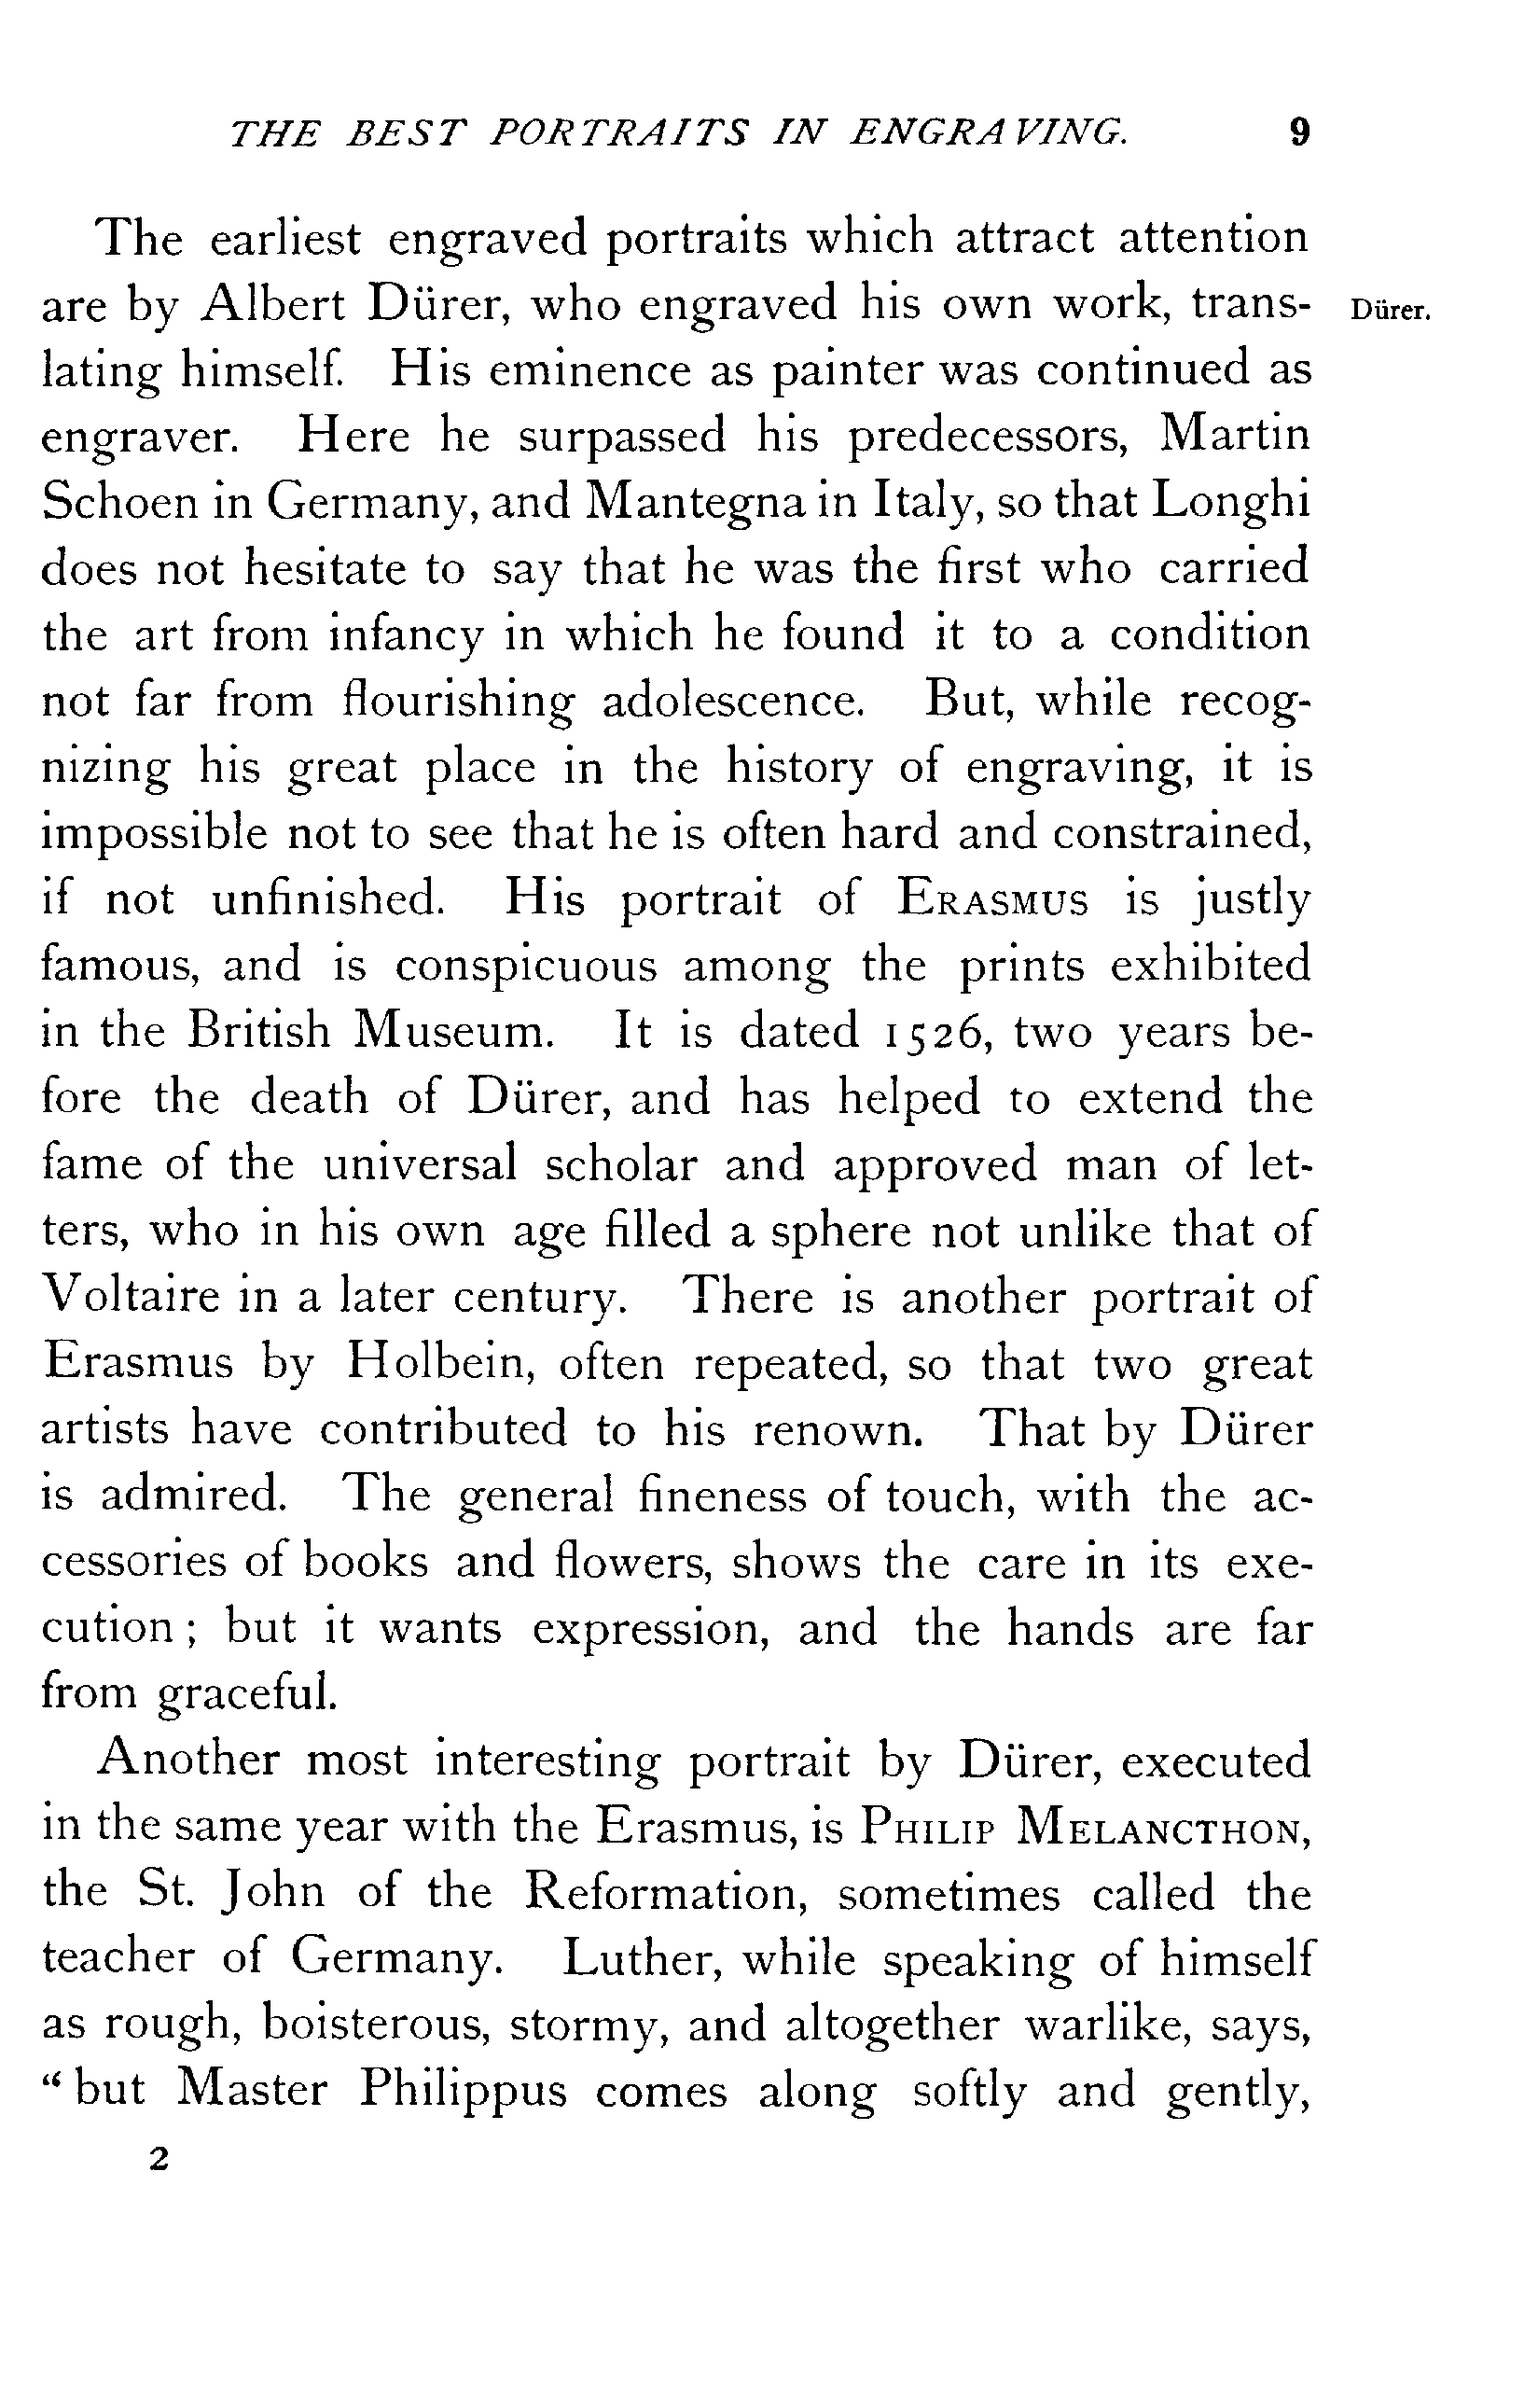 THE BEST PORTRAITS IN ENGRAVING. 9
The earliest engraved portraits which attract attention
are by Albert Dürer, who engraved his own work, trans-
Dürer.
lating himself. His eminence as painter was continued as
engraver. Here he surpassed his predecessors, Martin
Schoen in Germany, and Mantegna in Italy, so that Longhi
does not hesitate to say that he was the first who carried
the art from infancy in which he found it to a condition
not far from flourishing adolescence. But, while recog-
nizing his great place in the history of engraving, it is
impossible not to see that he is often hard and constrained,
if not unfinished. His portrait of ERASMUS is justly
famous, and is conspicuous among the prints exhibited
in the British Museum. It is dated 1526, two years be-
fore the death of Dürer, and has helped to extend the
fame of the universal scholar and approved man of let-
ters, who in his own age filled a sphere not unlike that of
Voltaire in a later century. There is another portrait of
Erasmus by Holbein, often repeated, so that two great
artists have contributed to his renown. That by Dürer
is admired. The general fineness of touch, with the ac-
cessories of books and flowers, shows the care in its exe-
cution; but it wants expression, and the hands are far
from graceful.
Another most interesting portrait by Dürer, executed
in the same year with the Erasmus, is PHILIP MELANCTHON,
the St. John of the Reformation, sometimes called the
teacher of Germany. Luther, while speaking of himself
as rough, boisterous, stormy, and altogether warlike, says,
“but Master Philippus comes along softly and gently,
2